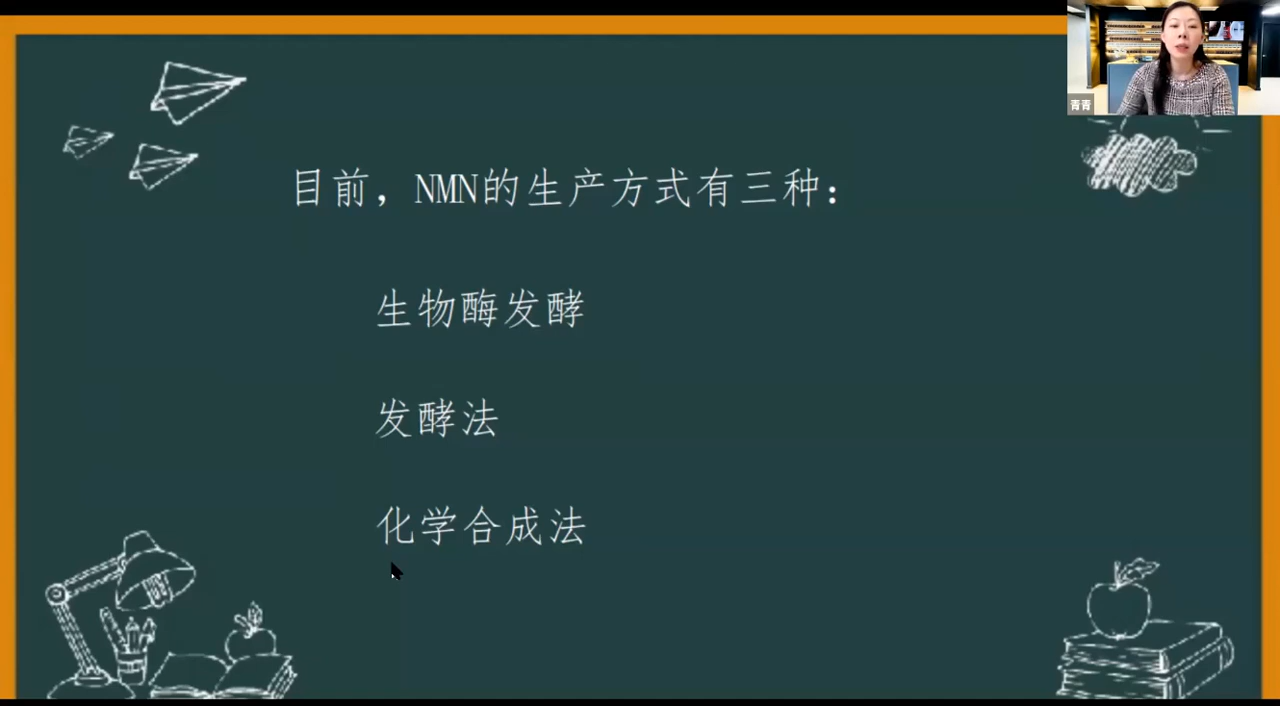 青青
目前，NMN的生产方式有三种：
生物酶发酵
发酵法
化学合成法